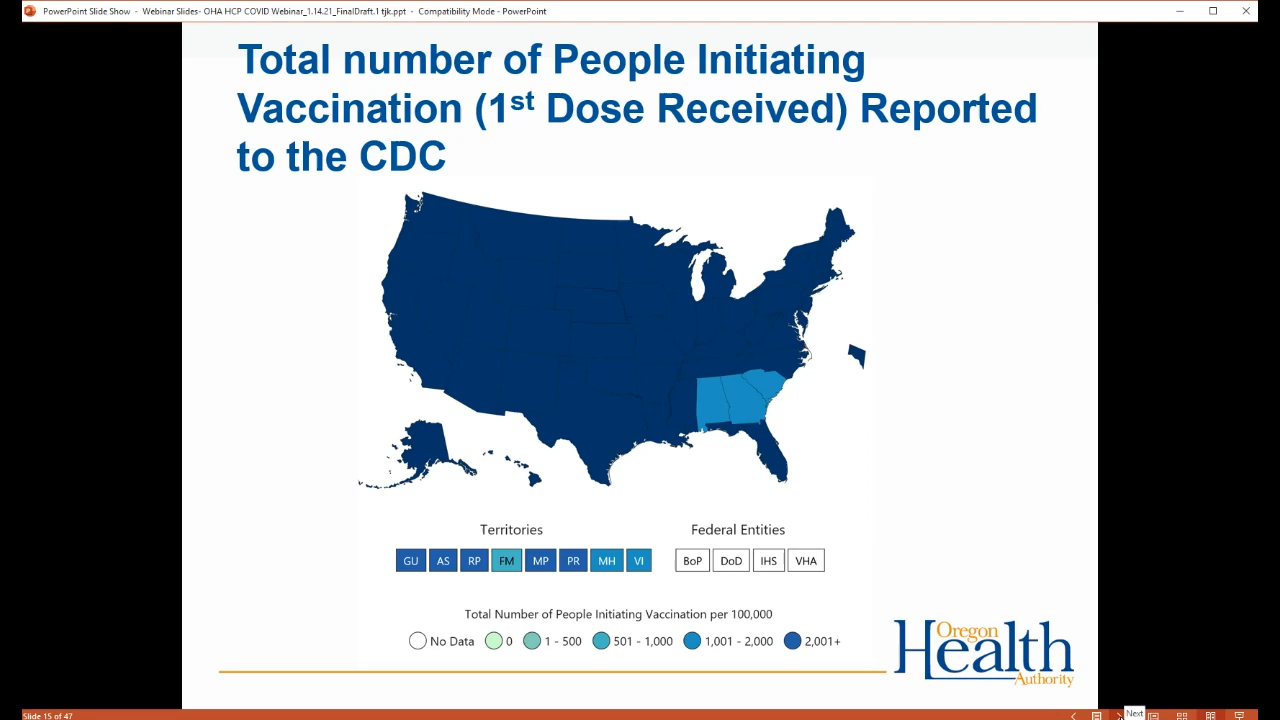 PowerPoint Slide Show - Webinar Slides- OHA HCP COVID Webinar_1.14.21_FinalDraft.1 tjk.ppt - Compatibility Mode - PowerPoint
Total number of People Initiating
Vaccination (1st Dose Received) Reported
to the CDC
Territories
Federal Entities
GU AS RP FM MP PR MH VI
BoP DoD IHS VHA
Total Number of People Initiating Vaccination per 100,000
No Data 0 1 - 500 501 - 1,000 1,001 - 2,000 2,001+
Oregon
Health
Authority
Slide 15 of 47
Next